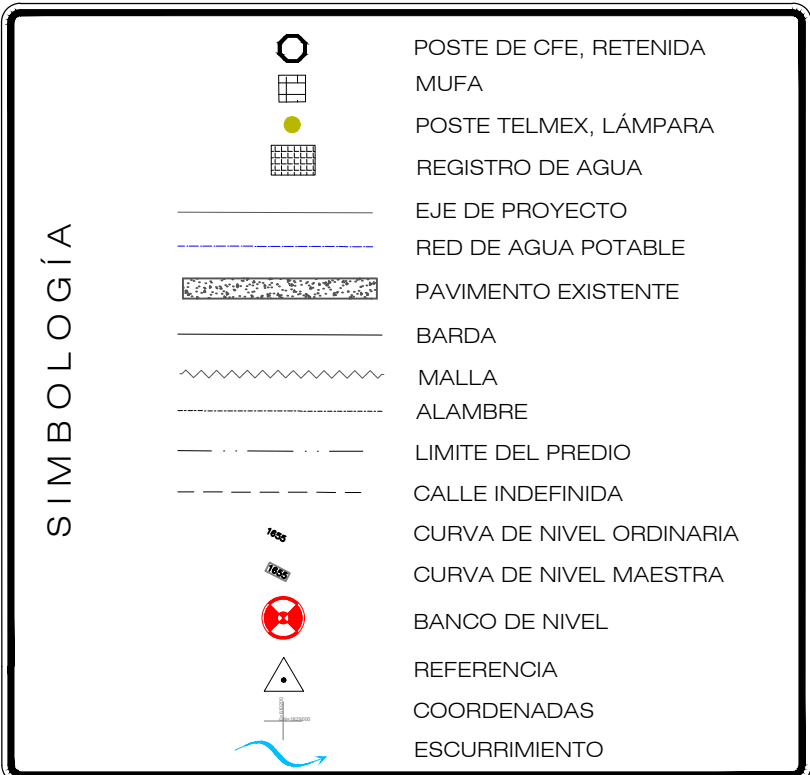 SIMBOLOGÍA
POSTE DE CFE, RETENIDA
MUFA
POSTE TELMEX, LÁMPARA
REGISTRO DE AGUA
EJE DE PROYECTO
RED DE AGUA POTABLE
PAVIMENTO EXISTENTE
BARDA
MALLA
ALAMBRE
LIMITE DEL PREDIO
CALLE INDEFINIDA
1655
CURVA DE NIVEL ORDINARIA
1655
CURVA DE NIVEL MAESTRA
BANCO DE NIVEL
REFERENCIA
COORDENADAS
ESCURRIMIENTO